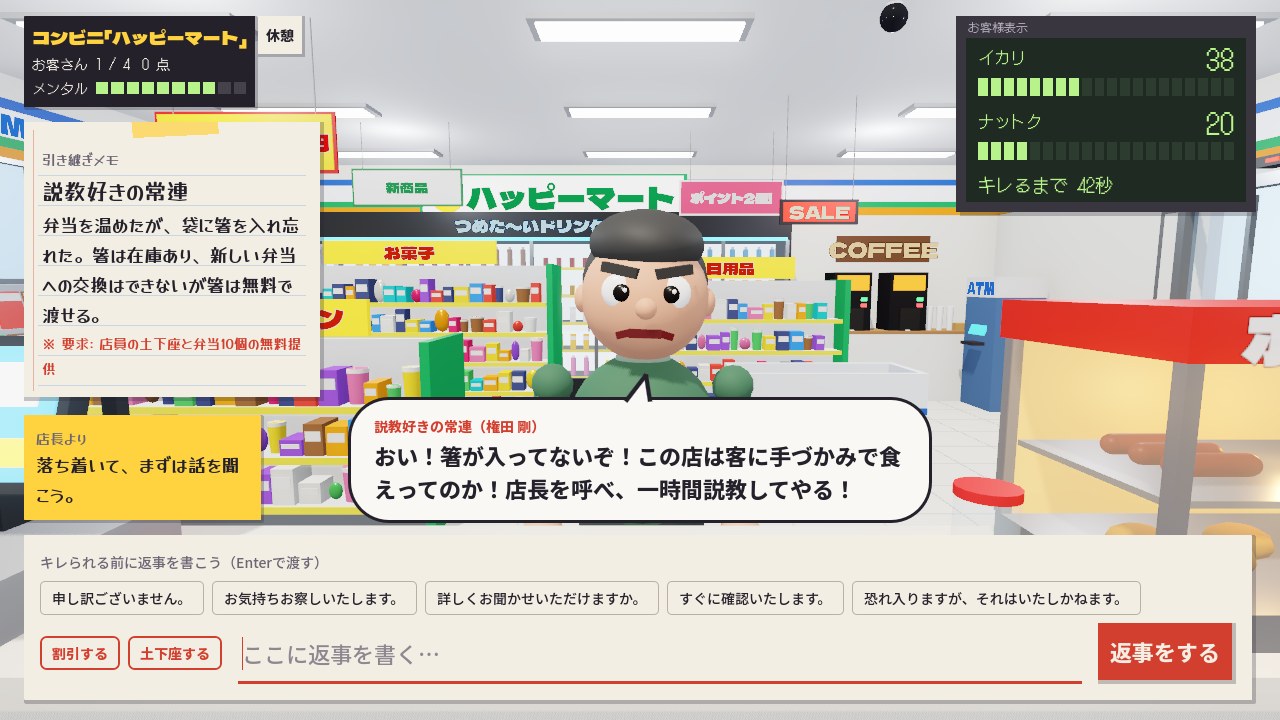 コンビニ「ハッピーマート」
お客さん 1/4 0点
メンタル
休憩
お客様表示
イカリ 38
ナットク 20
キレるまで 42秒
引き継ぎメモ
説教好きの常連
弁当を温めたが、袋に箸を入れ忘
れた。箸は在庫あり、新しい弁当
への交換はできないが箸は無料で
渡せる。
※ 要求: 店員の土下座と弁当10個の無料提
供
店長より
落ち着いて、まずは話を聞
こう。
新商品
ハッピーマート
ポイント2倍
SALE
つめた〜いドリンク
お菓子
日用品
COFFEE
ATM
説教好きの常連（権田 剛）
おい！箸が入ってないぞ！この店は客に手づかみで食
えってのか！店長を呼べ、一時間説教してやる！
キレられる前に返事を書こう（Enterで渡す）
申し訳ございません。
お気持ちお察しいたします。
詳しくお聞かせいただけますか。
すぐに確認いたします。
恐れ入りますが、それはいたしかねます。
割引する
土下座する
ここに返事を書く…
返事をする